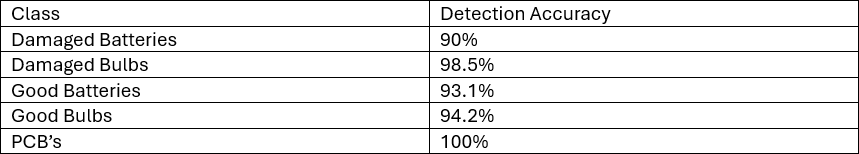 Class Detection Accuracy
Damaged Batteries 90%
Damaged Bulbs 98.5%
Good Batteries 93.1%
Good Bulbs 94.2%
PCB’s 100%